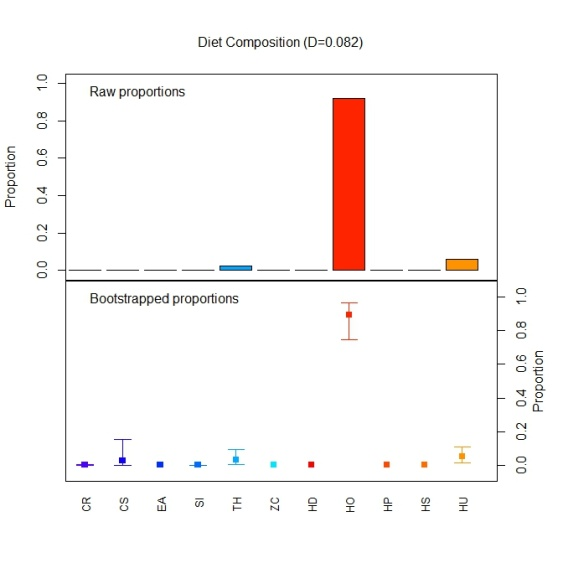 Diet Composition (D=0.082)
Raw proportions
Proportion
1.0
0.8
0.6
0.4
0.2
0.0
Bootstrapped proportions
Proportion
1.0
0.8
0.6
0.4
0.2
0.0
CR CS EA SI TH ZC HD HO HP HS HU